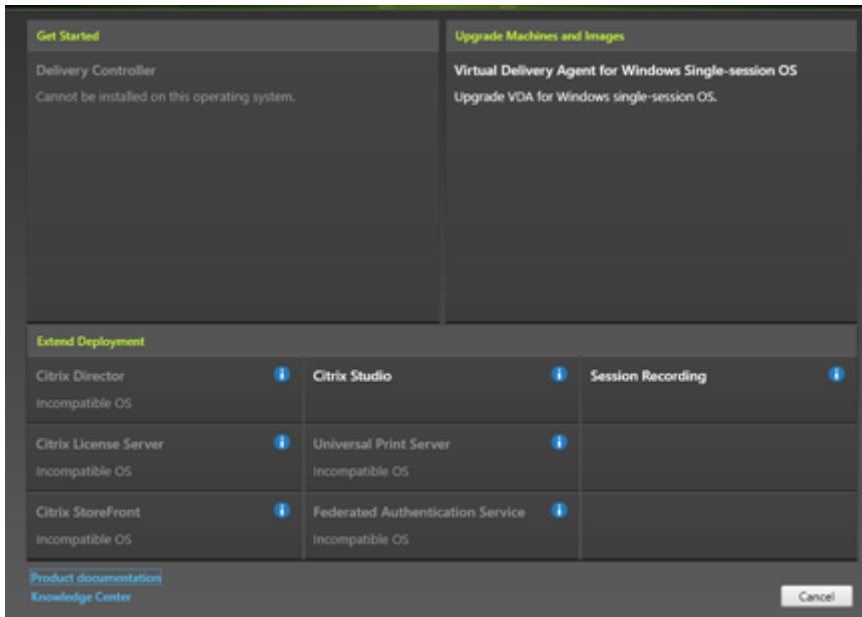 Get Started
Delivery Controller
Cannot be installed on this operating system.
Upgrade Machines and Images
Virtual Delivery Agent for Windows Single-session OS
Upgrade VDA for Windows single-session OS.
Extend Deployment
Citrix Director
Incompatible OS
Citrix Studio
Session Recording
Citrix License Server
Incompatible OS
Universal Print Server
Incompatible OS
Citrix StoreFront
Incompatible OS
Federated Authentication Service
Incompatible OS
Product documentation
Knowledge Center
Cancel